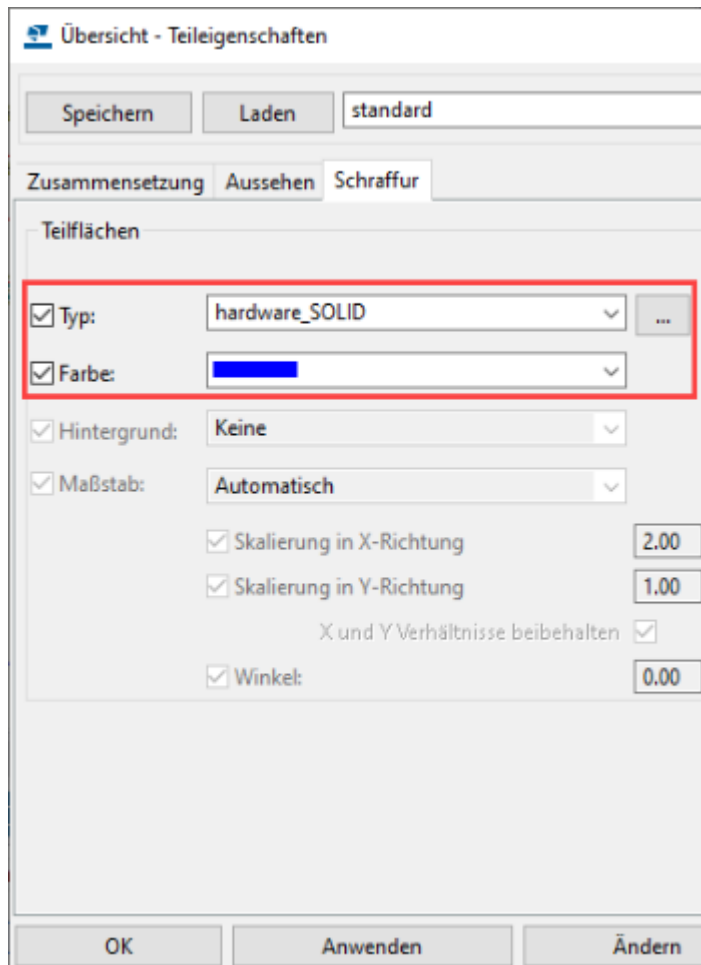 Übersicht - Teileigenschaften
Speichern Laden standard
Zusammensetzung Aussehen Schraffur
Teilflächen
Typ: hardware_SOLID ...
Farbe:
Hintergrund: Keine
Maßstab: Automatisch
Skalierung in X-Richtung 2.00
Skalierung in Y-Richtung 1.00
X und Y Verhältnisse beibehalten
Winkel: 0.00
OK Anwenden Ändern